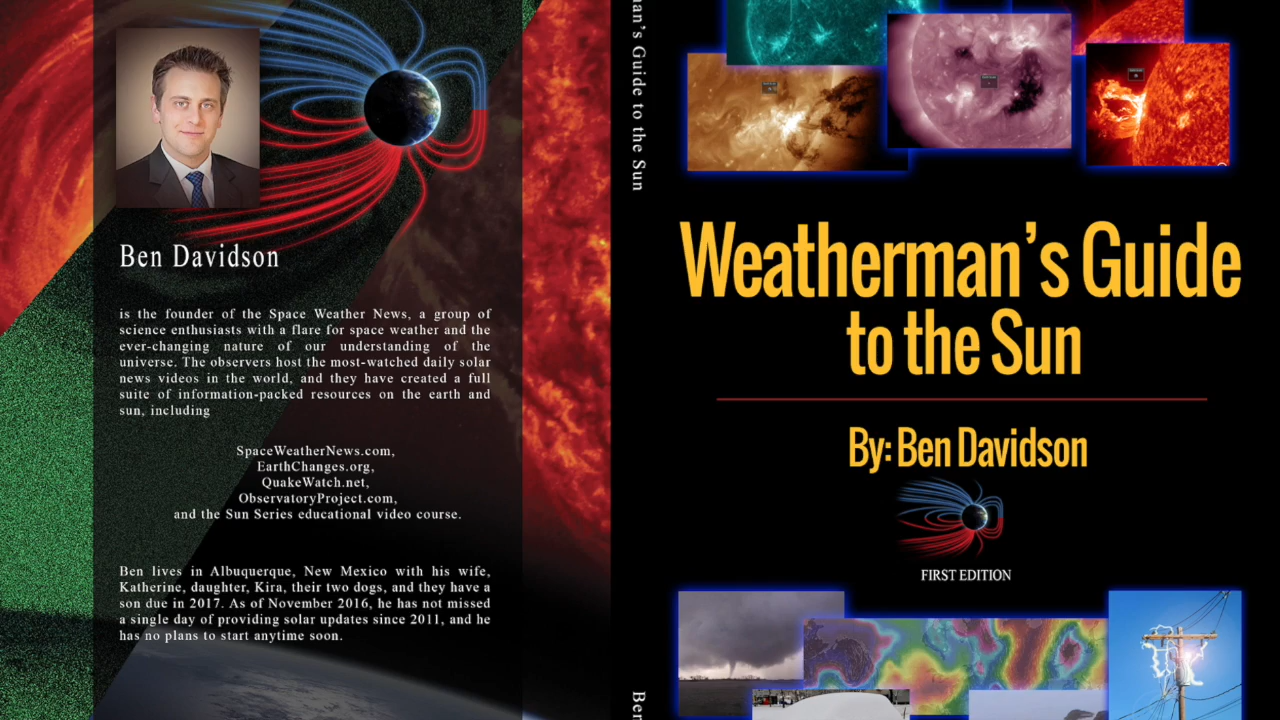 Ben Davidson
is the founder of the Space Weather News, a group of
science enthusiasts with a flare for space weather and the
ever-changing nature of our understanding of the
universe. The observers host the most-watched daily solar
news videos in the world, and they have created a full
suite of information-packed resources on the earth and
sun, including
SpaceWeatherNews.com,
EarthChanges.org,
QuakeWatch.net,
ObservatoryProject.com,
and the Sun Series educational video course.
Ben lives in Albuquerque, New Mexico with his wife,
Katherine, daughter, Kira, their two dogs, and they have a
son due in 2017. As of November 2016, he has not missed
a single day of providing solar updates since 2011, and he
has no plans to start anytime soon.
man's Guide to the Sun
Ben
Weatherman's Guide
to the Sun
By: Ben Davidson
FIRST EDITION